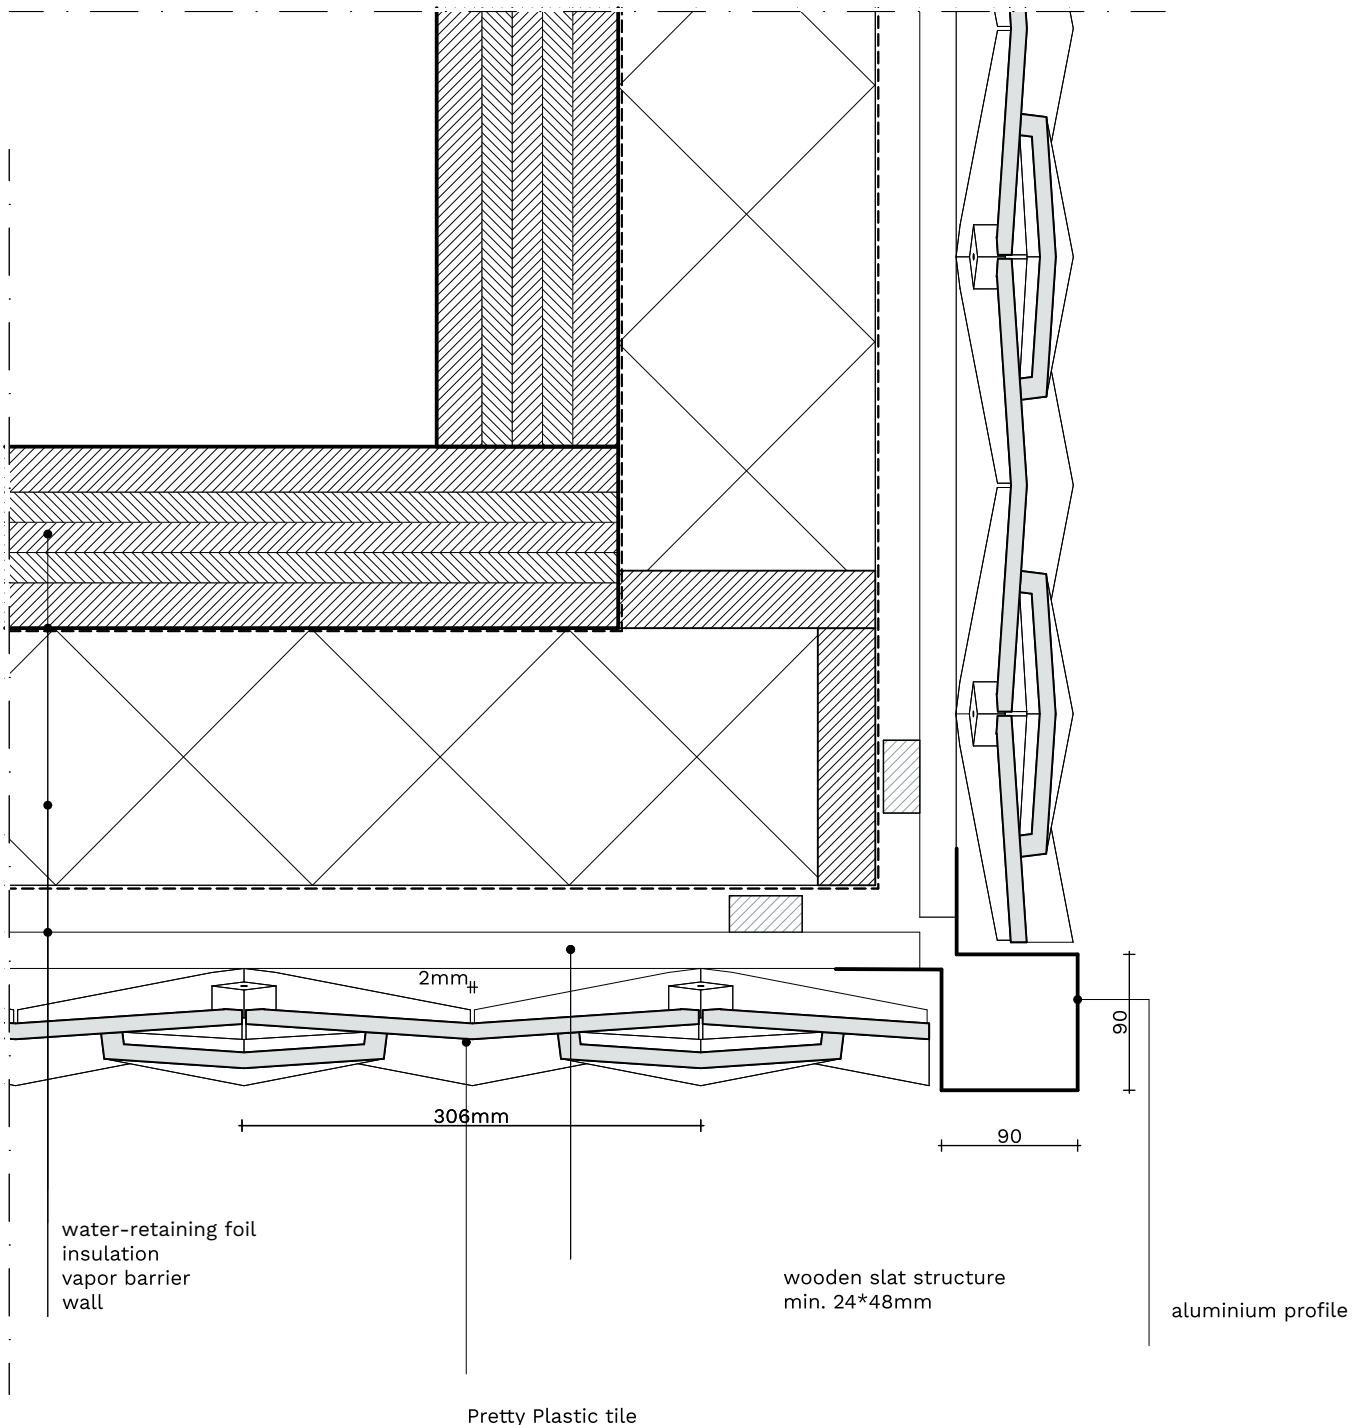 2mm
306mm
90
90
water-retaining foil
insulation
vapor barrier
wall
wooden slat structure
min. 24*48mm
aluminium profile
Pretty Plastic tile